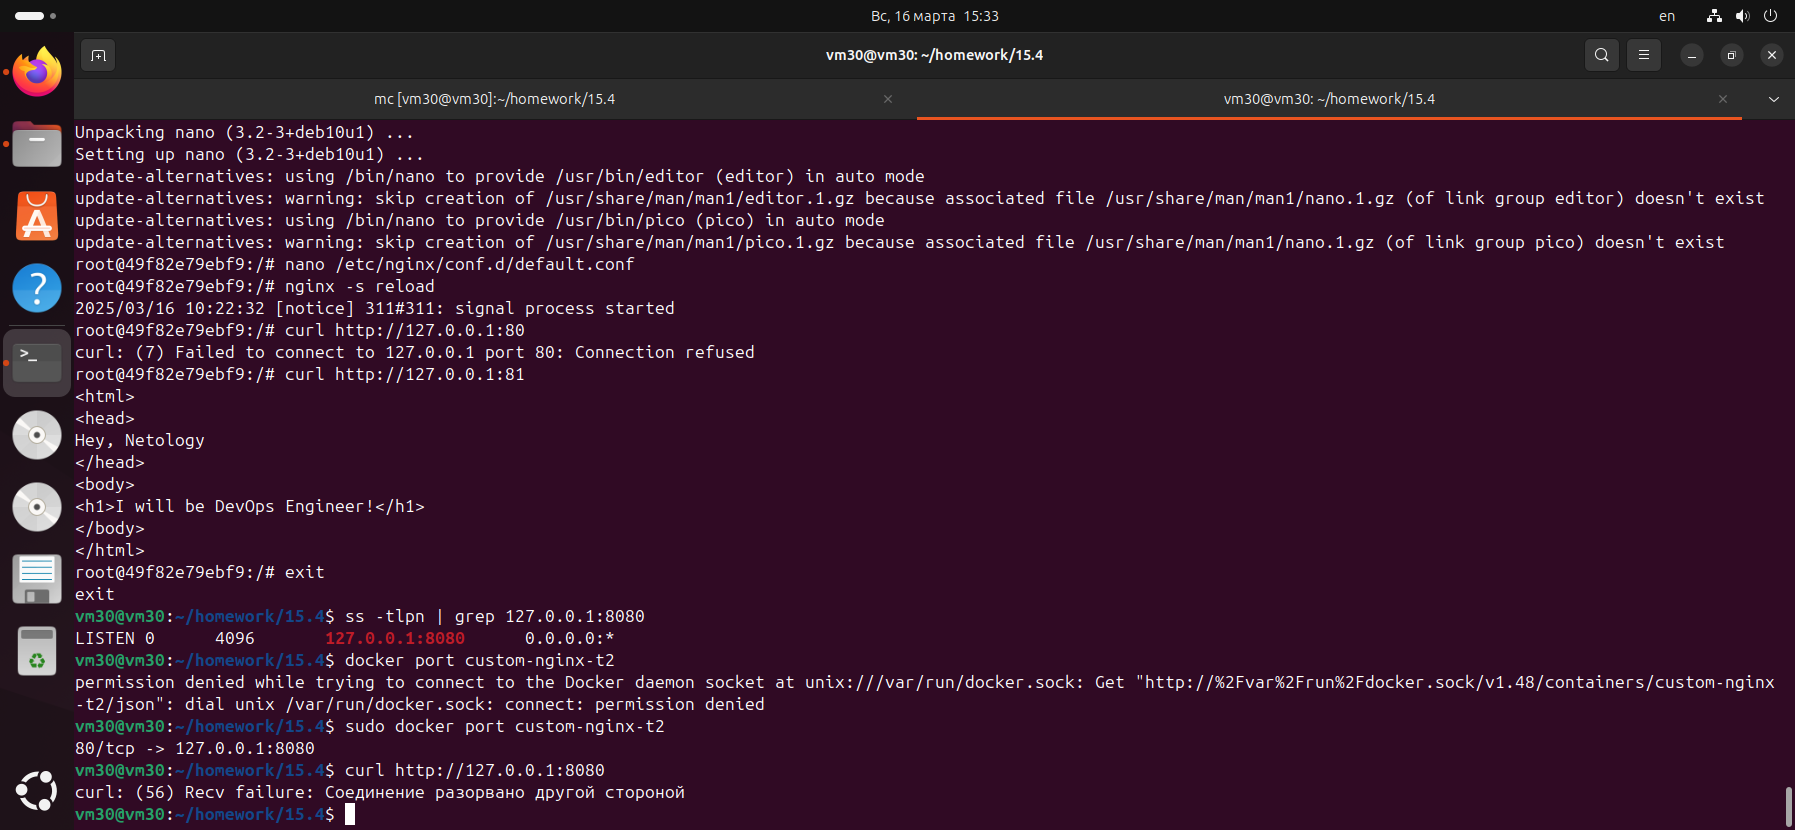 Вс, 16 марта 15:33
en
vm30@vm30: ~/homework/15.4
mc [vm30@vm30]:~/homework/15.4
vm30@vm30: ~/homework/15.4
Unpacking nano (3.2-3+deb10u1) ...
Setting up nano (3.2-3+deb10u1) ...
update-alternatives: using /bin/nano to provide /usr/bin/editor (editor) in auto mode
update-alternatives: warning: skip creation of /usr/share/man/man1/editor.1.gz because associated file /usr/share/man/man1/nano.1.gz (of link group editor) doesn't exist
update-alternatives: using /bin/nano to provide /usr/bin/pico (pico) in auto mode
update-alternatives: warning: skip creation of /usr/share/man/man1/pico.1.gz because associated file /usr/share/man/man1/nano.1.gz (of link group pico) doesn't exist
root@49f82e79ebf9:/# nano /etc/nginx/conf.d/default.conf
root@49f82e79ebf9:/# nginx -s reload
2025/03/16 10:22:32 [notice] 311#311: signal process started
root@49f82e79ebf9:/# curl http://127.0.0.1:80
curl: (7) Failed to connect to 127.0.0.1 port 80: Connection refused
root@49f82e79ebf9:/# curl http://127.0.0.1:81
<html>
<head>
Hey, Netology
</head>
<body>
<h1>I will be DevOps Engineer!</h1>
</body>
</html>
root@49f82e79ebf9:/# exit
exit
vm30@vm30:~/homework/15.4$ ss -tlpn | grep 127.0.0.1:8080
LISTEN 0      4096       127.0.0.1:8080      0.0.0.0:*
vm30@vm30:~/homework/15.4$ docker port custom-nginx-t2
permission denied while trying to connect to the Docker daemon socket at unix:///var/run/docker.sock: Get "http://%2Fvar%2Frun%2Fdocker.sock/v1.48/containers/custom-nginx
-t2/json": dial unix /var/run/docker.sock: connect: permission denied
vm30@vm30:~/homework/15.4$ sudo docker port custom-nginx-t2
80/tcp -> 127.0.0.1:8080
vm30@vm30:~/homework/15.4$ curl http://127.0.0.1:8080
curl: (56) Recv failure: Соединение разорвано другой стороной
vm30@vm30:~/homework/15.4$